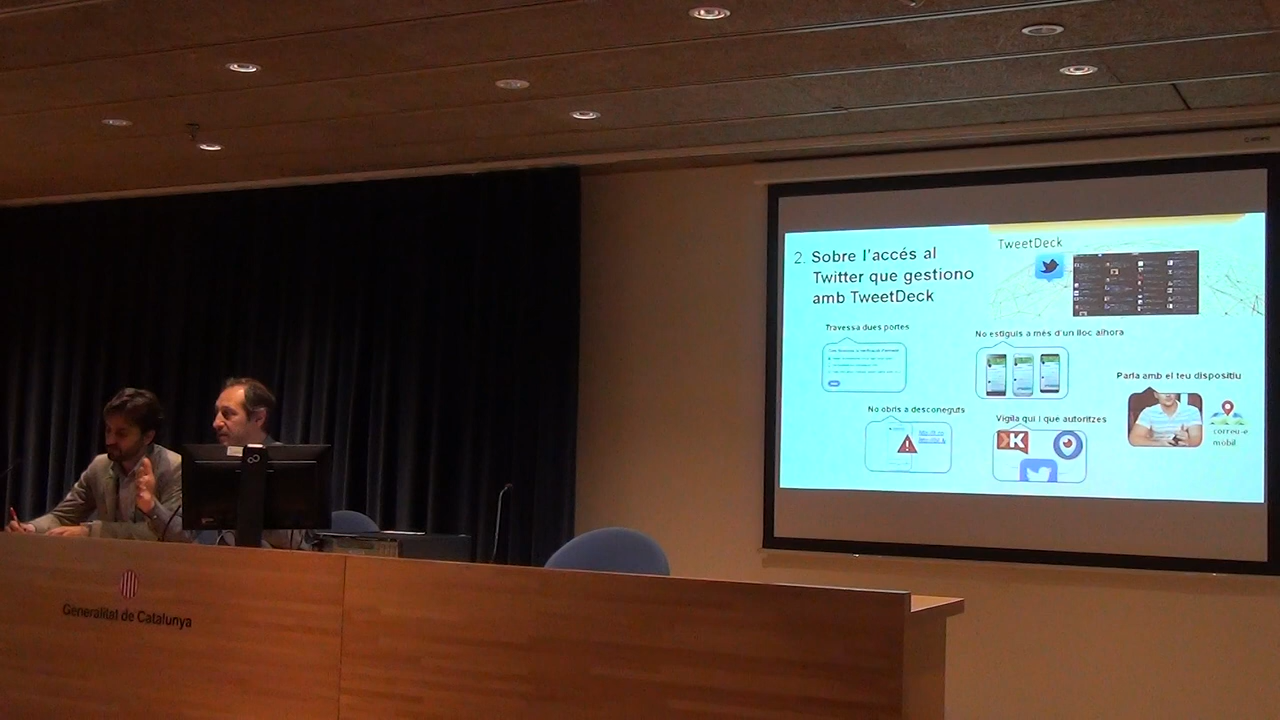 2. Sobre l'accés al
Twitter que gestiono
amb TweetDeck
TweetDeck
Travessa dues portes
No estiguis a més d'un lloc alhora
Parla amb el teu dispositiu
No obris a desconeguts
Vigila qui i que autoritzes
K
correu-e
mòbil
Generalitat de Catalunya